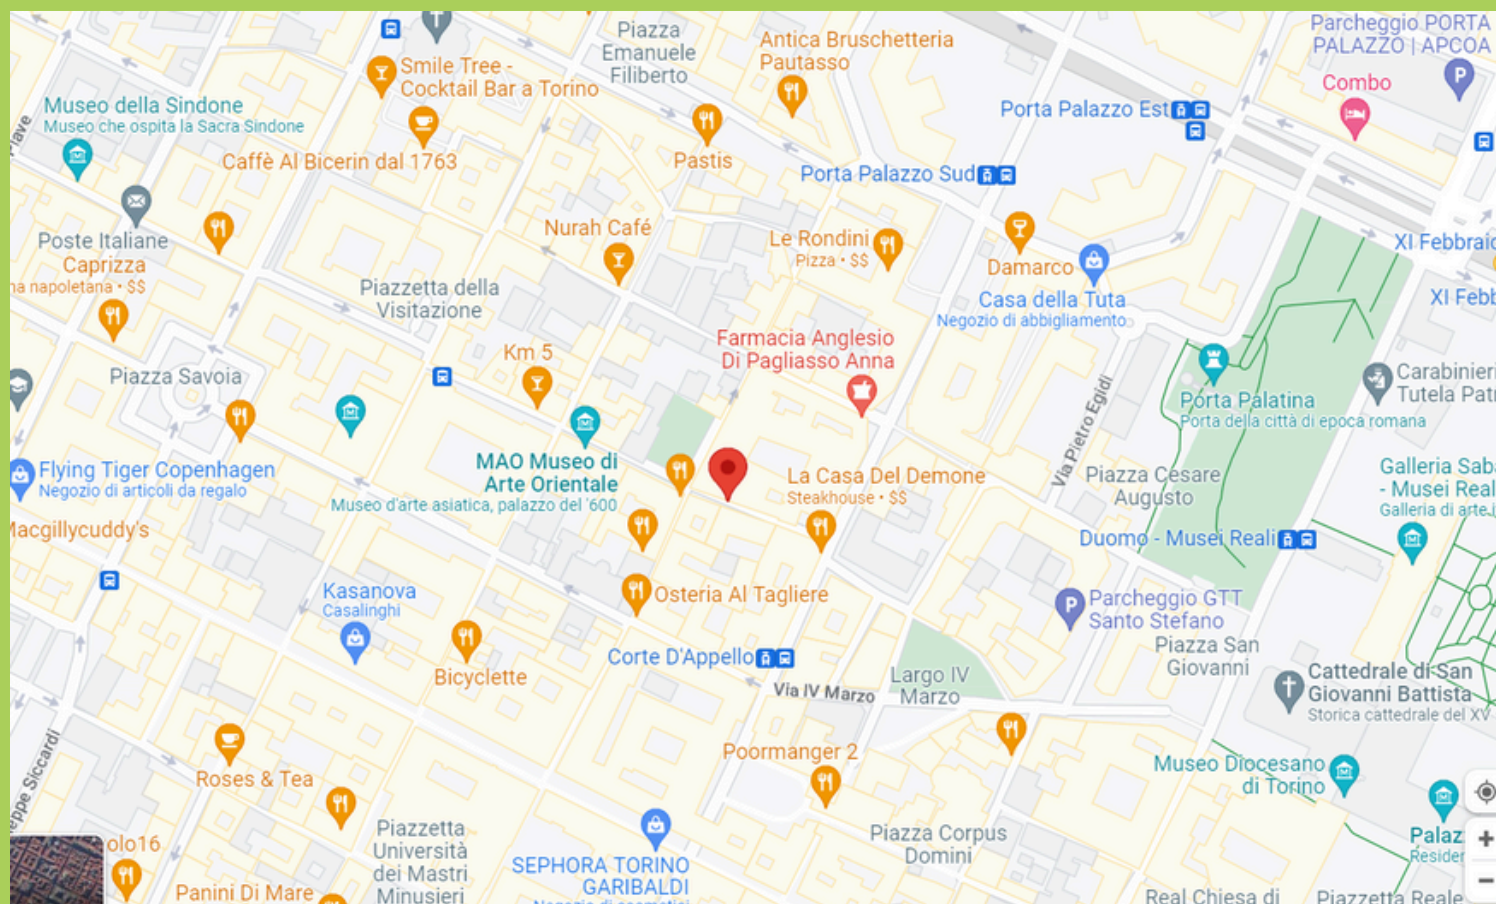 Piazza
Emanuele
Filiberto
Antica Bruschetteria
Pautasso
Parcheggio PORTA
PALAZZO | APCOA
P
Smile Tree -
Cocktail Bar a Torino
Combo
Museo della Sindone
Museo che ospita la Sacra Sindone
Porta Palazzo Est
Caffè Al Bicerin dal 1763
Pastis
Porta Palazzo Sud
Poste Italiane
Nurah Café
Le Rondini
Pizza • $$
XI Febbraio
Caprizza
na napoletana • $$
Damarco
Piazzetta della
Visitazione
Casa della Tuta
Negozio di abbigliamento
XI Febb
Farmacia Anglesio
Di Pagliasso Anna
Km 5
Piazza Savoia
Via Pietro Egidi
Carabinieri
Tutela Patr
Porta Palatina
Porta della città di epoca romana
Flying Tiger Copenhagen
Negozio di articoli da regalo
MAO Museo di
Arte Orientale
Museo d'arte asiatica, palazzo del '600
La Casa Del Demone
Steakhouse • $$
Piazza Cesare
Augusto
Galleria Saba
- Musei Real
Galleria di arte i
Macgillycuddy's
Duomo - Musei Reali
Kasanova
Casalinghi
Osteria Al Tagliere
P
Parcheggio GTT
Santo Stefano
Corte D'Appello
Piazza San
Giovanni
Bicyclette
Via IV Marzo
Largo IV
Marzo
Cattedrale di San
Giovanni Battista
Storica cattedrale del XV
Poormanger 2
Roses & Tea
Museo Diocesano
di Torino
eppe Siccardi
Piazzetta
Università
dei Mastri
Minusieri
Piazza Corpus
Domini
Palaz
Resider
olo16
SEPHORA TORINO
GARIBALDI
Panini Di Mare
Real Chiesa di
Piazzetta Reale